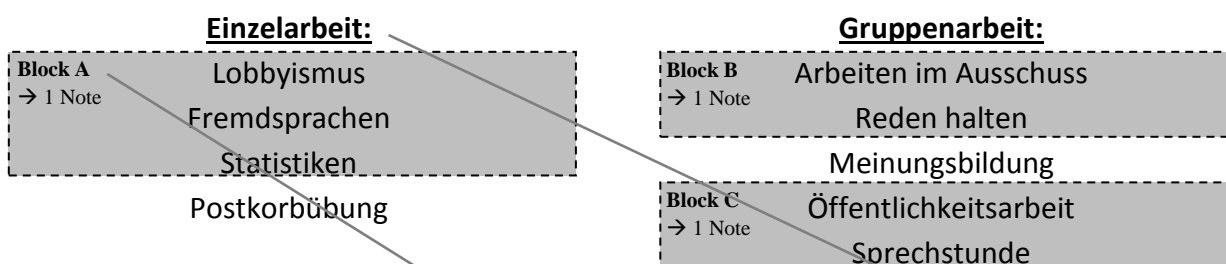 Einzelarbeit:
Block A
→ 1 Note
Lobbyismus
Fremdsprachen
Statistiken
Postkorbübung
Gruppenarbeit:
Block B
→ 1 Note
Arbeiten im Ausschuss
Reden halten
Meinungsbildung
Block C
→ 1 Note
Öffentlichkeitsarbeit
Sprechstunde